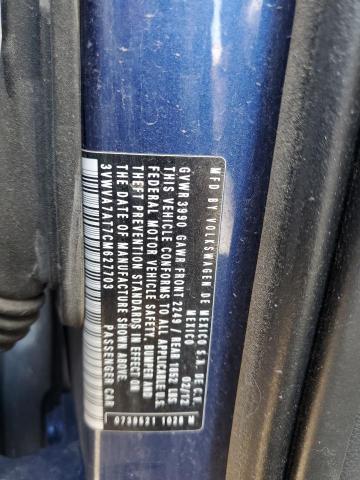 MFD BY VOLKSWAGEN DE MEXICO S.A. DE C.V.
MEXICO 02/12
GVWR 3990 GAWR FRONT 2249 / REAR 1852 LBS
THIS VEHICLE CONFORMS TO ALL APPLICABLE U.S.
FEDERAL MOTOR VEHICLE SAFETY, BUMPER AND
THEFT PREVENTION STANDARDS IN EFFECT ON
THE DATE OF MANUFACTURE SHOWN ABOVE.
3VWVA7AT7CM627703 PASSENGER CAR